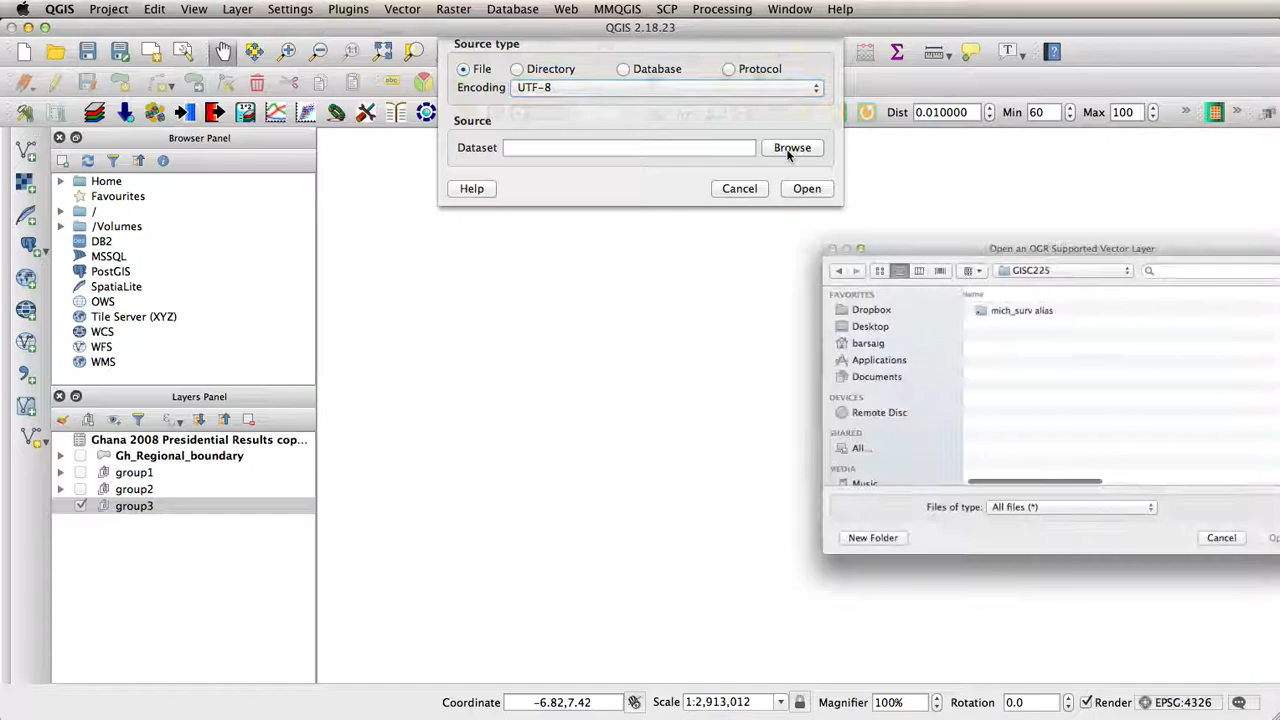 QGIS Project Edit View Layer Settings Plugins Vector Raster Database Web MMQGIS SCP Processing Window Help
QGIS 2.18.23
Source type
File Directory Database Protocol
Encoding UTF-8
Source
Dataset Browse
Help Cancel Open
Dist 0.010000 Min 60 Max 100
Browser Panel
Home
Favourites
/
/Volumes
DB2
MSSQL
PostGIS
SpatiaLite
OWS
Tile Server (XYZ)
WCS
WFS
WMS
Layers Panel
Ghana 2008 Presidential Results cop...
Gh_Regional_boundary
group1
group2
group3
Open an OGR Supported Vector Layer
GISC225
FAVORITES
Dropbox
Desktop
barsaig
Applications
Documents
DEVICES
Remote Disc
SHARED
All...
MEDIA
Music
Name
mich_surv alias
Files of type: All files (*)
New Folder Cancel Op
Coordinate -6.82,7.42 Scale 1:2,913,012 Magnifier 100% Rotation 0.0 Render EPSG:4326